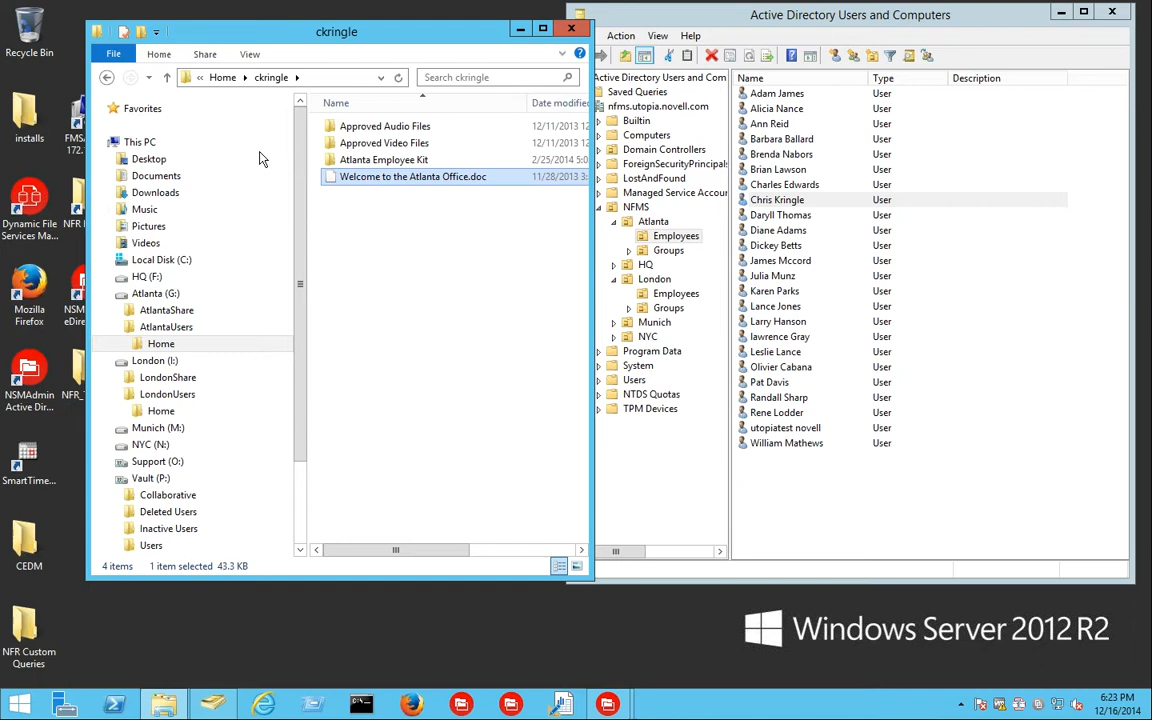 Recycle Bin
installs
FMSA
172.
Dynamic File
Services Ma...
NFR
Mozilla
Firefox
NSM
eDire
NSMAdmin
Active Dir...
NFR_
SmartTime...
CEDM
NFR Custom
Queries
ckringle
File
Home
Share
View
« Home ckringle
Search ckringle
Favorites
This PC
Desktop
Documents
Downloads
Music
Pictures
Videos
Local Disk (C:)
HQ (F:)
Atlanta (G:)
AtlantaShare
AtlantaUsers
Home
London (I:)
LondonShare
LondonUsers
Home
Munich (M:)
NYC (N:)
Support (O:)
Vault (P:)
Collaborative
Deleted Users
Inactive Users
Users
Name Date modified
Approved Audio Files 12/11/2013 12
Approved Video Files 12/11/2013 12
Atlanta Employee Kit 2/25/2014 5:0
Welcome to the Atlanta Office.doc 11/28/2013 3:
4 items 1 item selected 43.3 KB
Active Directory Users and Computers
Action View Help
Active Directory Users and Com
Saved Queries
nfms.utopia.novell.com
Builtin
Computers
Domain Controllers
ForeignSecurityPrincipals
LostAndFound
Managed Service Accour
NFMS
Atlanta
Employees
Groups
HQ
London
Employees
Groups
Munich
NYC
Program Data
System
Users
NTDS Quotas
TPM Devices
Name Type Description
Adam James User
Alicia Nance User
Ann Reid User
Barbara Ballard User
Brenda Nabors User
Brian Lawson User
Charles Edwards User
Chris Kringle User
Daryll Thomas User
Diane Adams User
Dickey Betts User
James Mccord User
Julia Munz User
Karen Parks User
Lance Jones User
Larry Hanson User
lawrence Gray User
Leslie Lance User
Olivier Cabana User
Pat Davis User
Randall Sharp User
Rene Lodder User
utopiatest novell User
William Mathews User
Windows Server 2012 R2
6:23 PM
12/16/2014